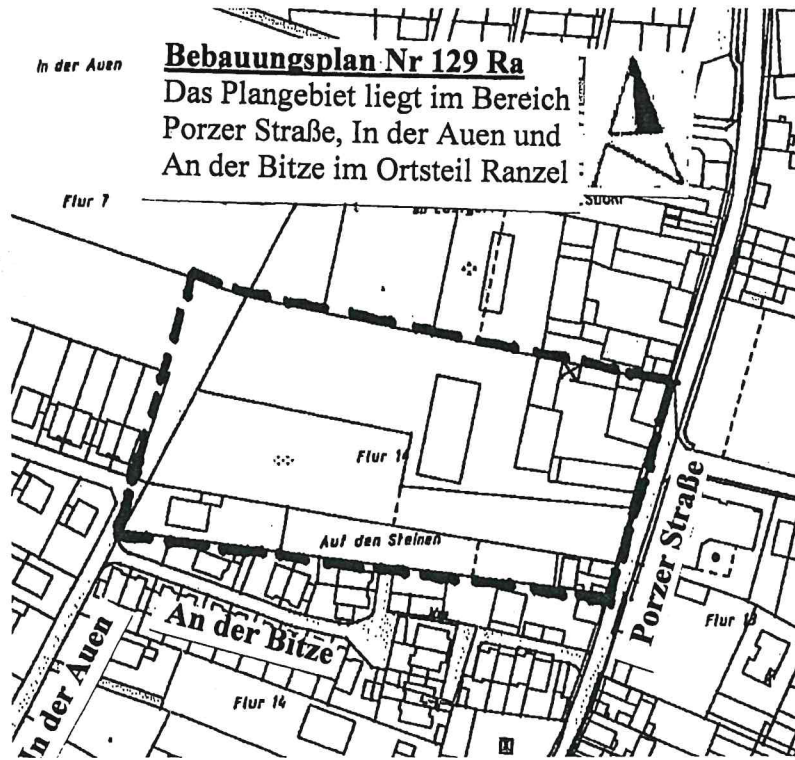 In der Auen
Bebauungsplan Nr 129 Ra
Das Plangebiet liegt im Bereich
Porzer Straße, In der Auen und
An der Bitze im Ortsteil Ranzel
Flur 7
Flur 14
Auf den Steinen
Porzer Straße
An der Bitze
Flur 13
In der Auen
Flur 14